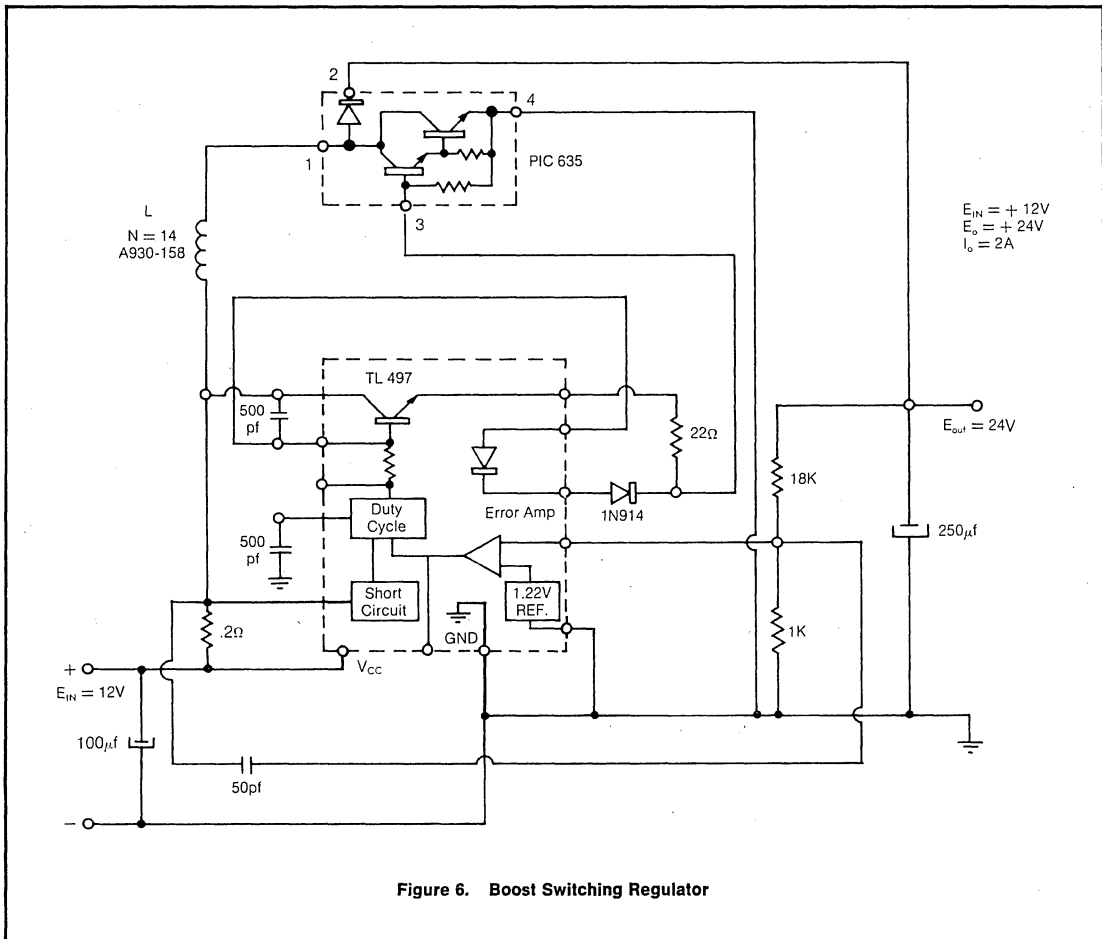 2
4
1
PIC 635
3
L
N = 14
A930-158
E_IN = + 12V
E_o = + 24V
I_o = 2A
TL 497
500
pf
22Ω
E_out = 24V
18K
Duty
Cycle
Error Amp
1N914
250μf
500
pf
Short
Circuit
1.22V
REF.
.2Ω
GND
1K
+
V_CC
E_IN = 12V
100μf
50pf
−
Figure 6. Boost Switching Regulator